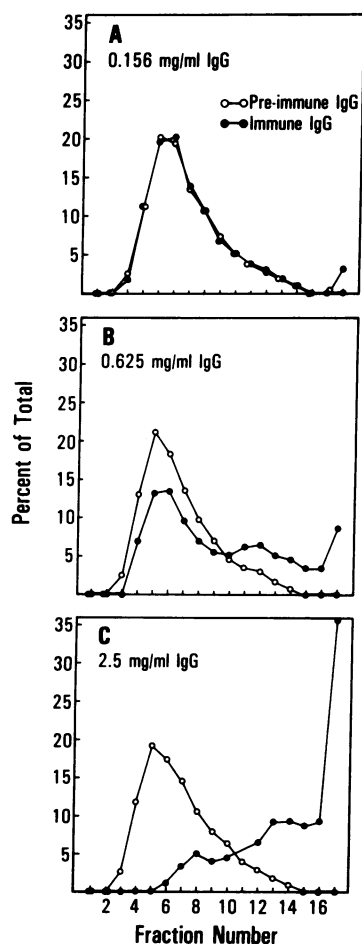 A
0.156 mg/ml IgG
Pre-immune IgG
Immune IgG
35
30
25
20
15
10
5
B
0.625 mg/ml IgG
35
30
25
20
15
10
5
Percent of Total
C
2.5 mg/ml IgG
35
30
25
20
15
10
5
2 4 6 8 10 12 14 16
Fraction Number